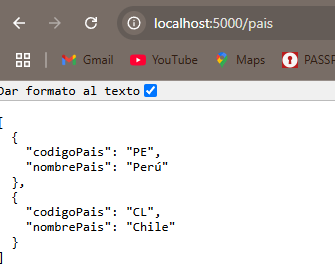 localhost:5000/pais
Gmail YouTube Maps PASSP
Dar formato al texto
[
  {
    "codigoPais": "PE",
    "nombrePais": "Perú"
  },
  {
    "codigoPais": "CL",
    "nombrePais": "Chile"
  }
]